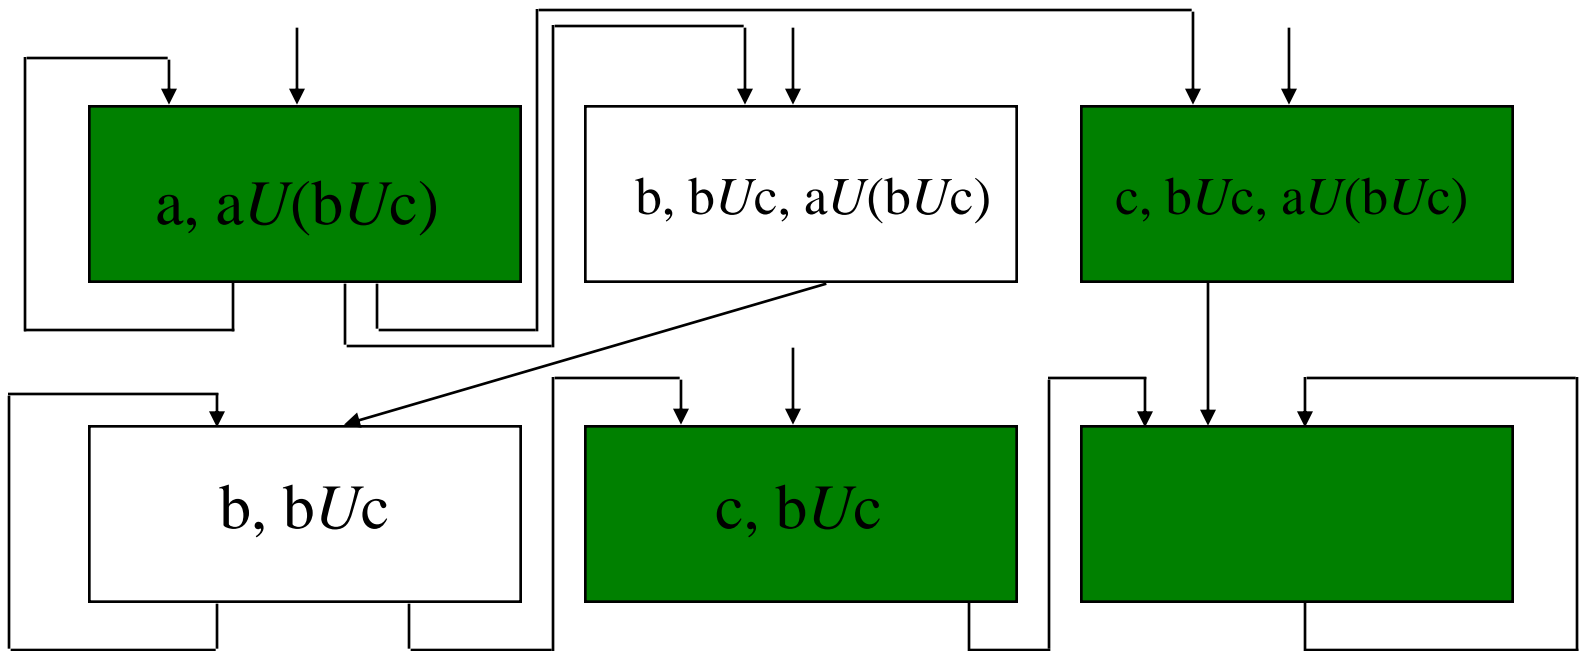 a, aU(bUc)
b, bUc, aU(bUc)
c, bUc, aU(bUc)
b, bUc
c, bUc